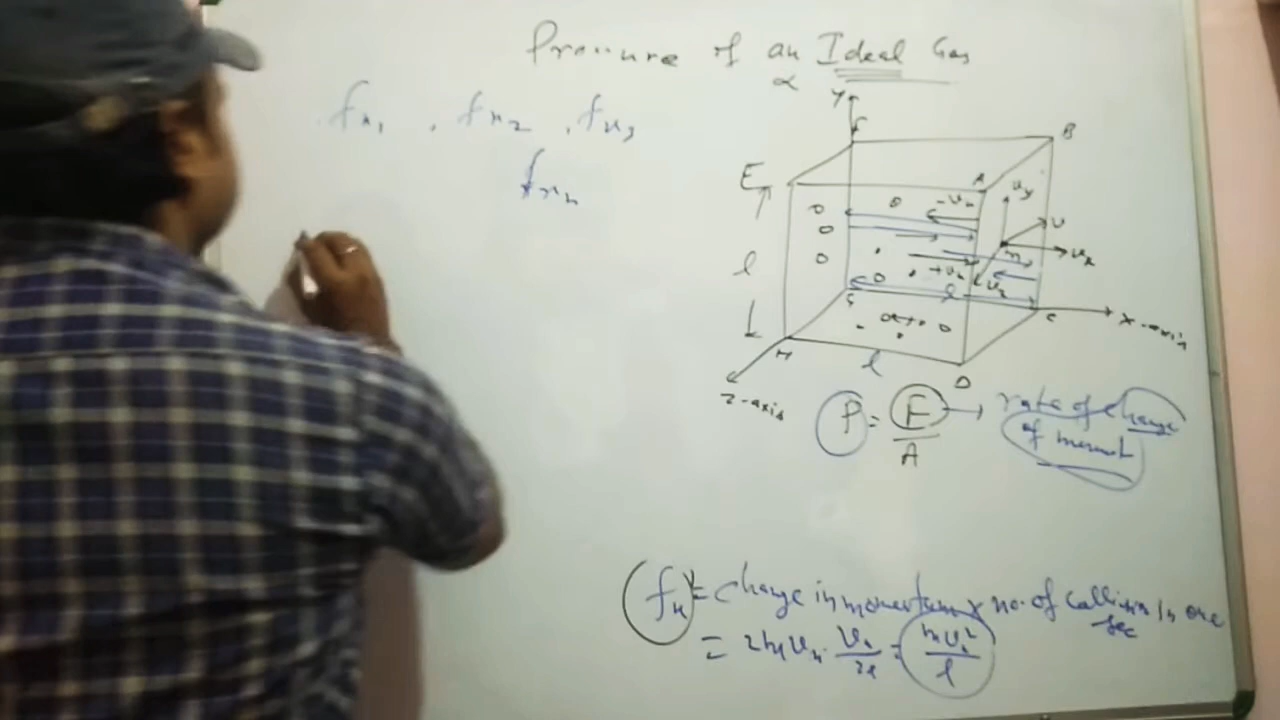 Pressure of an Ideal Gas
fx₁ , fx₂ , fx₃
fxₙ
Y
F
B
E
A
-Vx
Vy
V
m
Vx
+Vx
Vz
l
l
G
C
X-axis
H
l
D
Z-axis
P = F/A → rate of change
of moment
fx = change in momentum x no. of collision in one
sec
= 2mVx . Vx/2l = mVx²/l